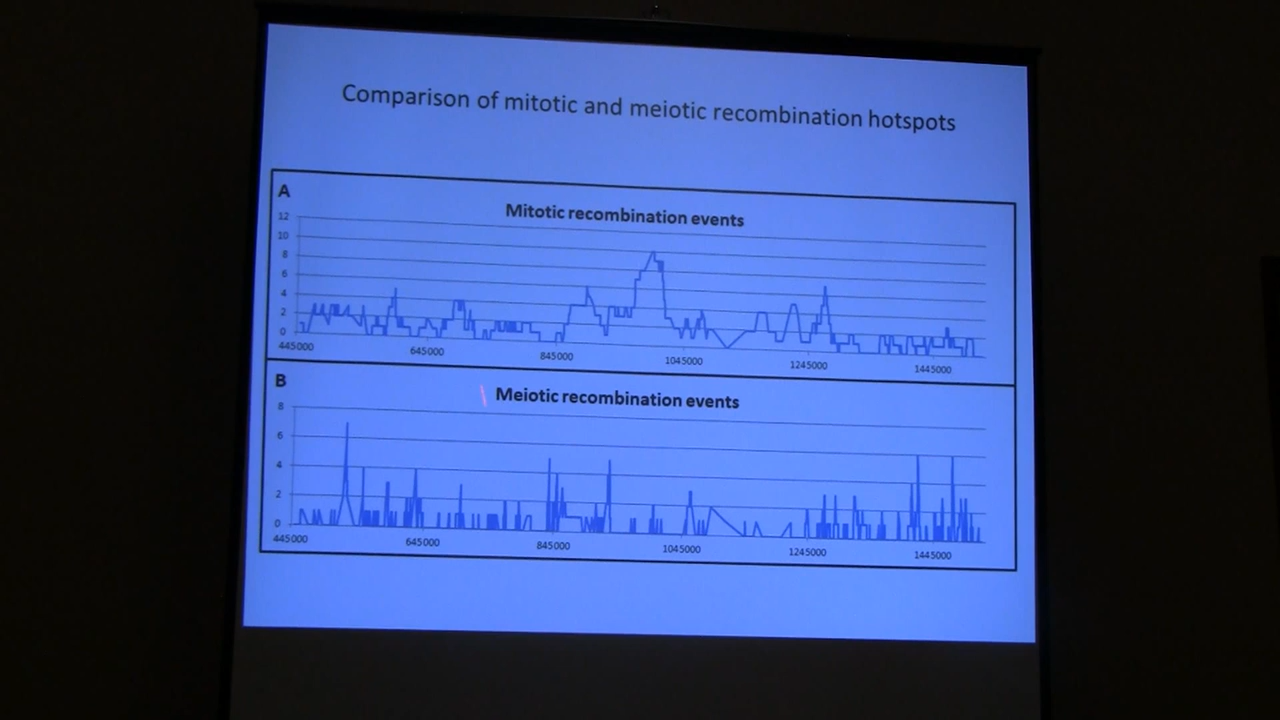 Comparison of mitotic and meiotic recombination hotspots
A
Mitotic recombination events
12
10
8
6
4
2
0
445000 645000 845000 1045000 1245000 1445000
B
Meiotic recombination events
8
6
4
2
0
445000 645000 845000 1045000 1245000 1445000